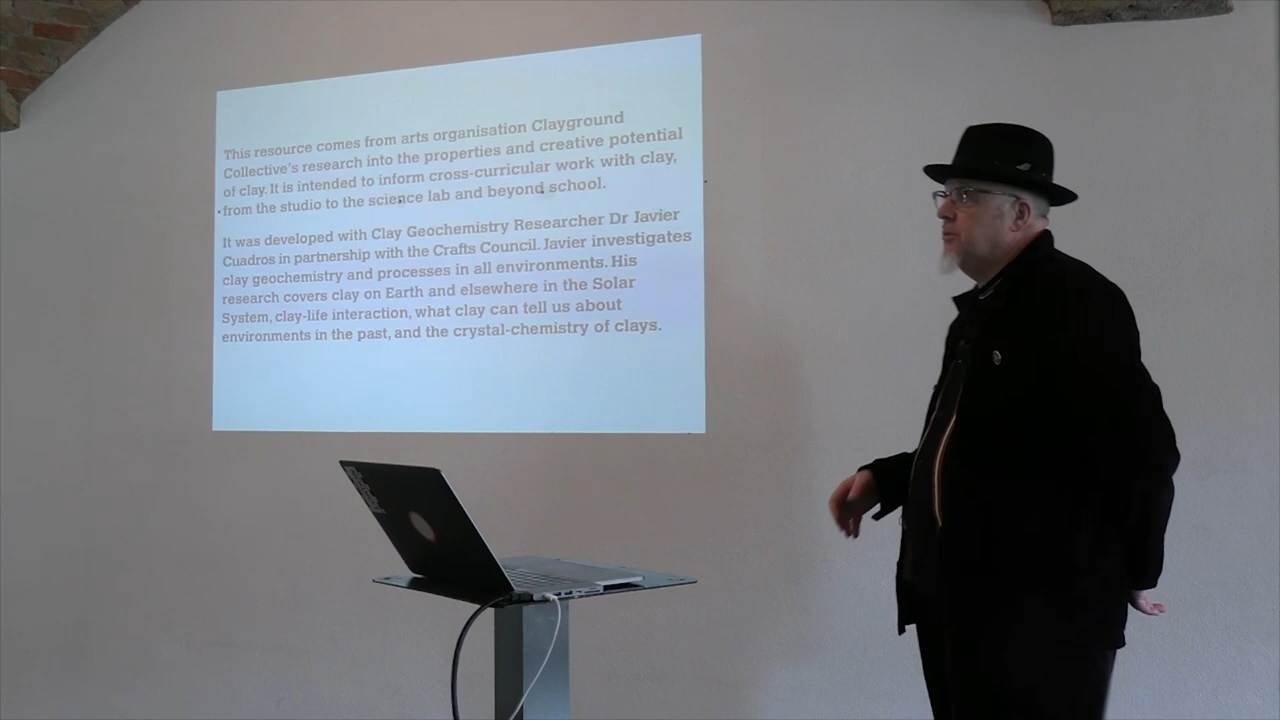 This resource comes from arts organisation Clayground
Collective's research into the properties and creative potential
of clay. It is intended to inform cross-curricular work with clay,
from the studio to the science lab and beyond school.
It was developed with Clay Geochemistry Researcher Dr Javier
Cuadros in partnership with the Crafts Council. Javier investigates
clay geochemistry and processes in all environments. His
research covers clay on Earth and elsewhere in the Solar
System, clay-life interaction, what clay can tell us about
environments in the past, and the crystal-chemistry of clays.